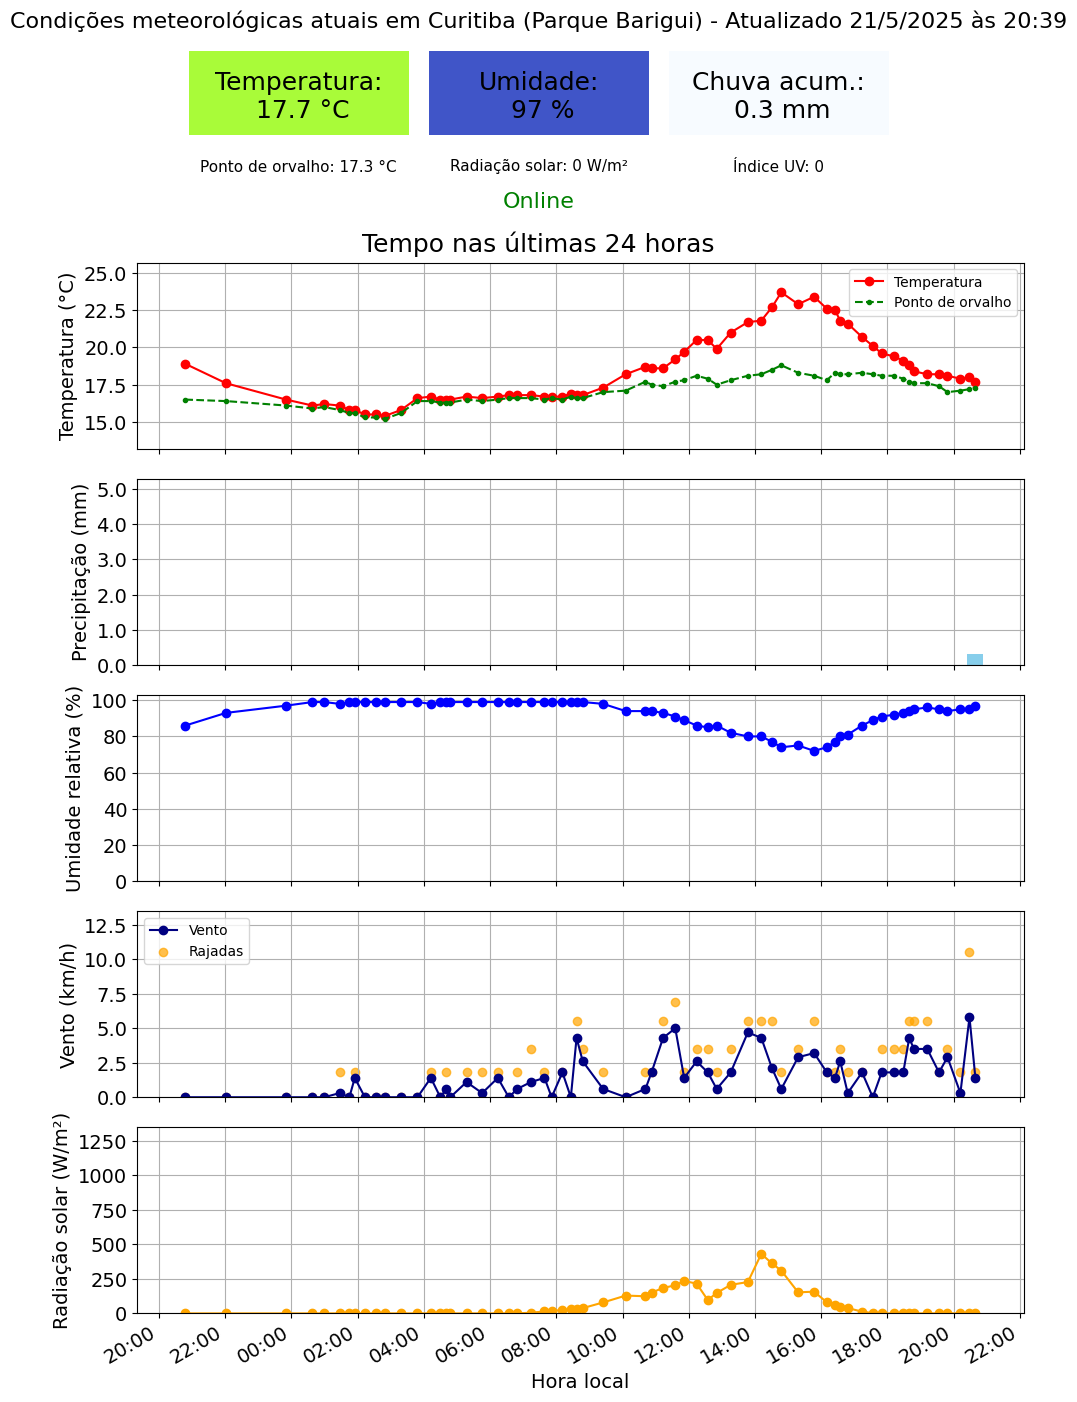 Condições meteorológicas atuais em Curitiba (Parque Barigui) - Atualizado 21/5/2025 às 20:39
Temperatura:
17.7 °C
Umidade:
97 %
Chuva acum.:
0.3 mm
Ponto de orvalho: 17.3 °C
Radiação solar: 0 W/m²
Índice UV: 0
Online
Tempo nas últimas 24 horas
Temperatura (°C)
25.0
22.5
20.0
17.5
15.0
Temperatura
Ponto de orvalho
Precipitação (mm)
5.0
4.0
3.0
2.0
1.0
0.0
Umidade relativa (%)
100
80
60
40
20
0
Vento (km/h)
12.5
10.0
7.5
5.0
2.5
0.0
Vento
Rajadas
Radiação solar (W/m²)
1250
1000
750
500
250
0
20:00
22:00
00:00
02:00
04:00
06:00
08:00
10:00
12:00
14:00
16:00
18:00
20:00
22:00
Hora local